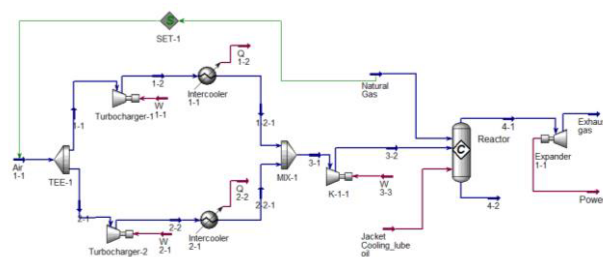 S
SET-1
Q
1-2
1-2
Intercooler
1-1
Natural
Gas
Turbocharger-1
W
1-1
1-1
1-2-1
4-1
Exhaus
gas
Reactor
Air
1-1
TEE-1
MIX-1
3-1
3-2
C
Expander
1-1
K-1-1
W
3-3
Q
2-2
2-1
2-2
2-2-1
4-2
Power
Turbocharger-2
W
2-1
Intercooler
2-1
Jacket
Cooling_lube
oil